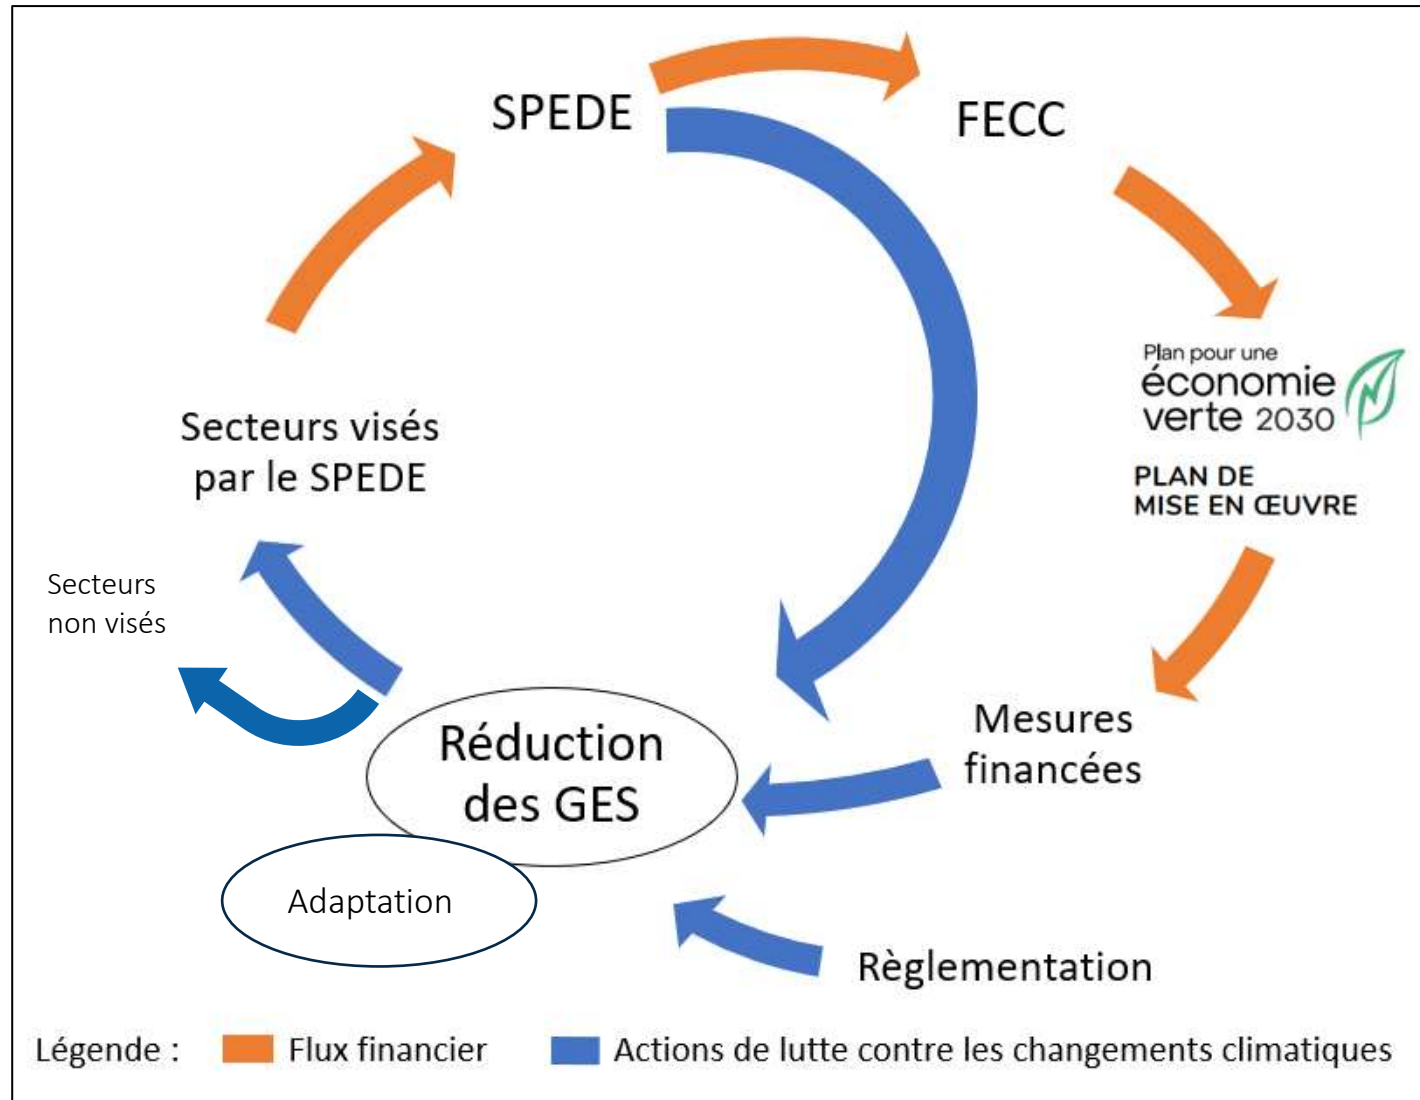 SPEDE
FECC
Plan pour une
économie
verte 2030
PLAN DE
MISE EN ŒUVRE
Secteurs visés
par le SPEDE
Secteurs
non visés
Mesures
financées
Réduction
des GES
Adaptation
Règlementation
Légende : Flux financier Actions de lutte contre les changements climatiques